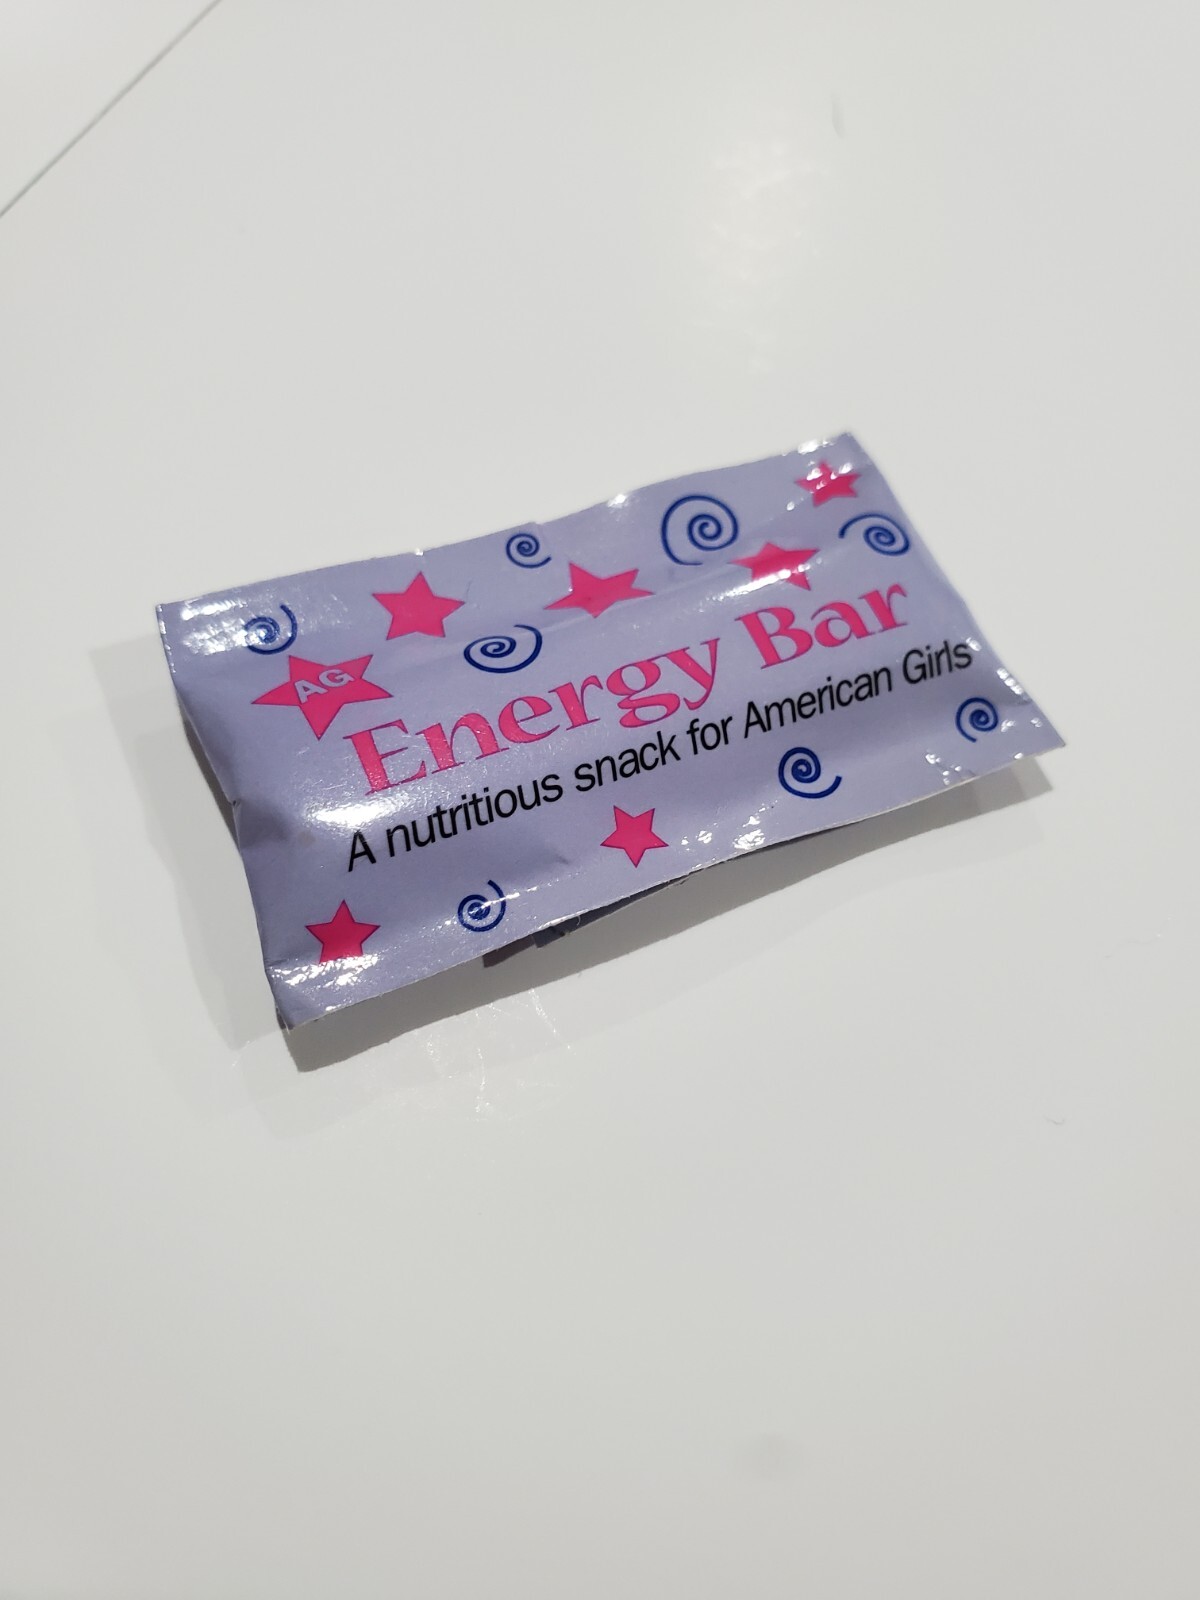 AG
Energy Bar
A nutritious snack for American Girls